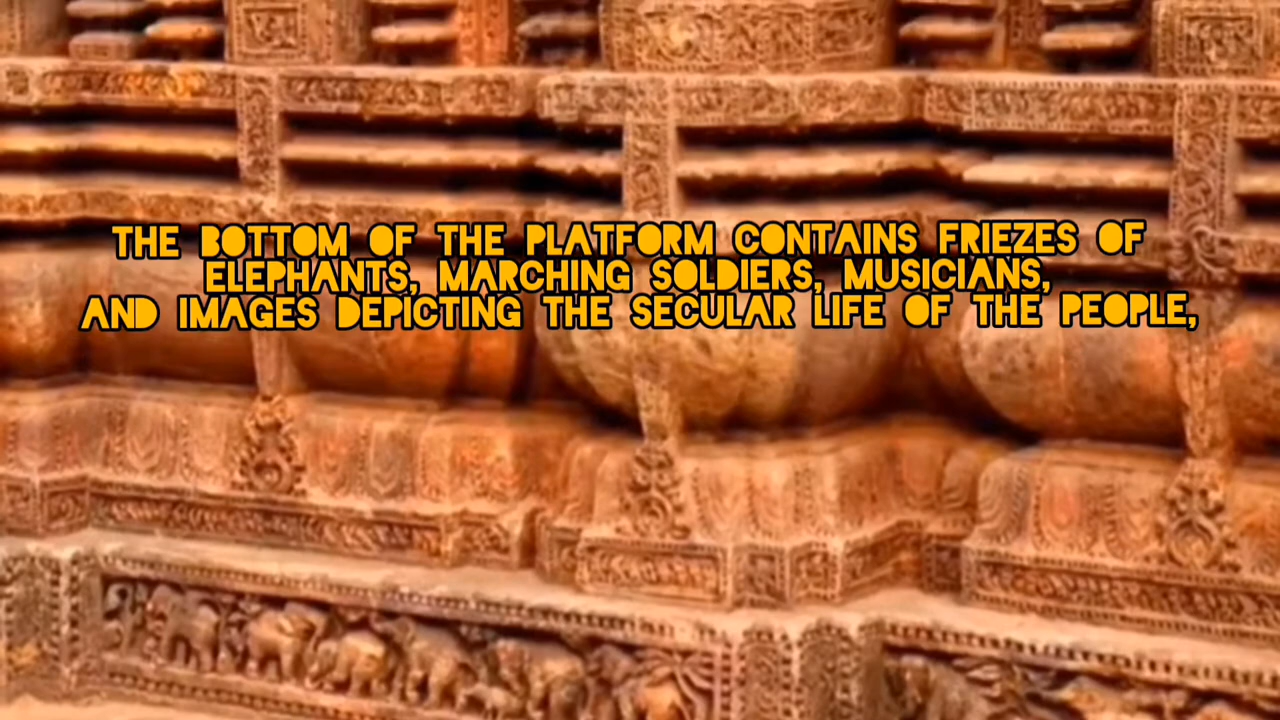 THE BOTTOM OF THE PLATFORM CONTAINS FRIEZES OF
ELEPHANTS, MARCHING SOLDIERS, MUSICIANS,
AND IMAGES DEPICTING THE SECULAR LIFE OF THE PEOPLE,